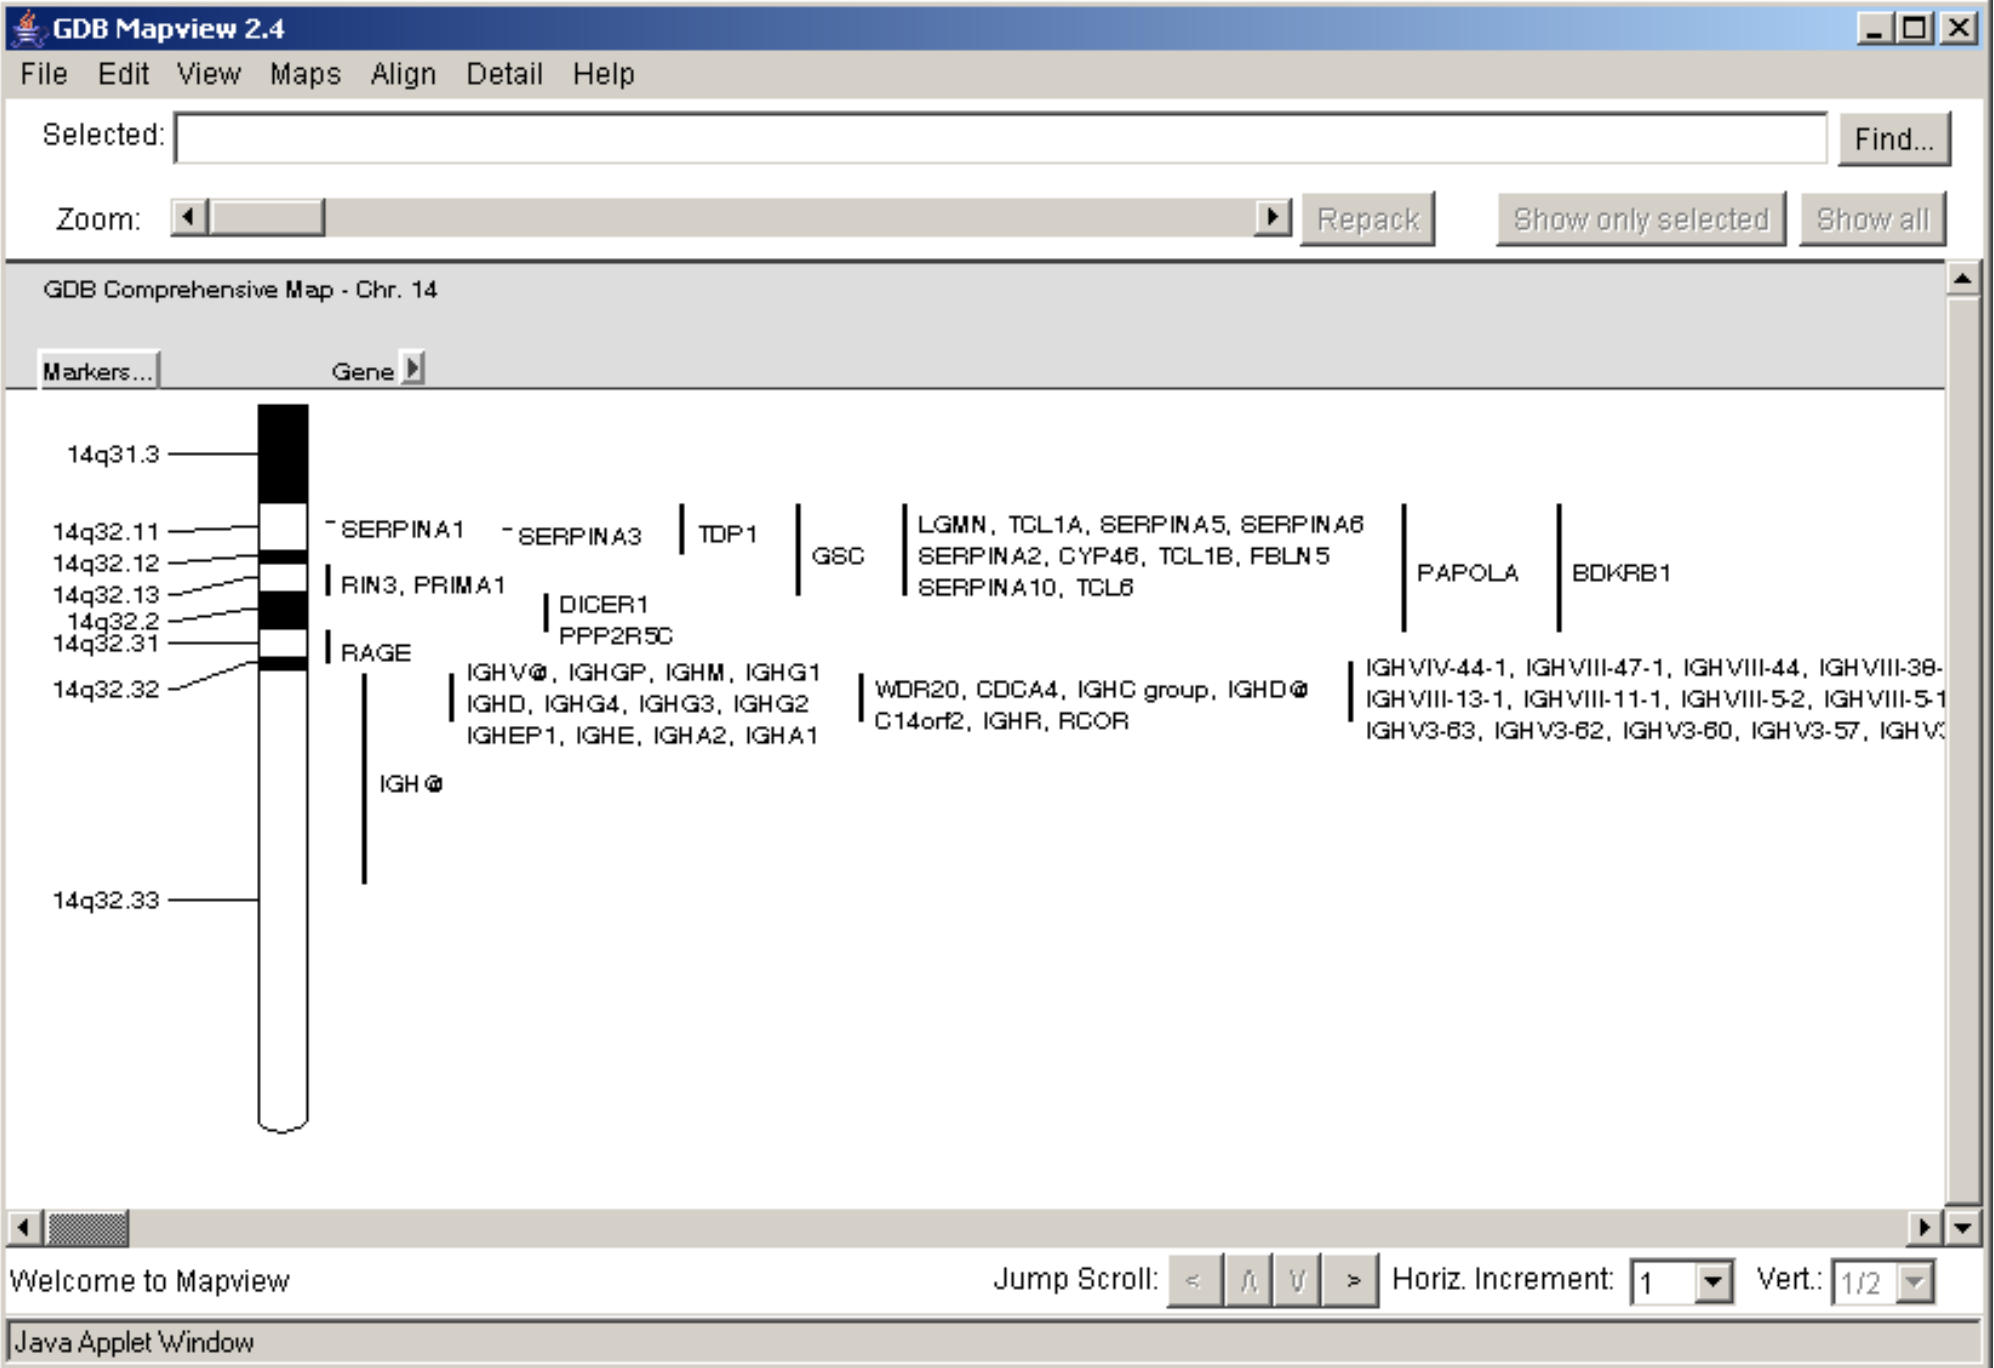 GDB Mapview 2.4
File Edit View Maps Align Detail Help
Selected: Find...
Zoom: Repack Show only selected Show all
GDB Comprehensive Map - Chr. 14
Markers... Gene
14q31.3
14q32.11
14q32.12
14q32.13
14q32.2
14q32.31
14q32.32
14q32.33
SERPINA1
SERPINA3
TDP1
GSC
LGMN, TCL1A, SERPINA5, SERPINA6
SERPINA2, CYP46, TCL1B, FBLN5
SERPINA10, TCL6
PAPOLA
BDKRB1
RIN3, PRIMA1
DICER1
PPP2R5C
RAGE
IGHV@, IGHGP, IGHM, IGHG1
IGHD, IGHG4, IGHG3, IGHG2
IGHEP1, IGHE, IGHA2, IGHA1
WDR20, CDCA4, IGHC group, IGHD@
C14orf2, IGHR, RCOR
IGHVIV-44-1, IGHVIII-47-1, IGHVIII-44, IGHVIII-38-
IGHVIII-13-1, IGHVIII-11-1, IGHVIII-5-2, IGHVIII-5-1
IGHV3-63, IGHV3-62, IGHV3-60, IGHV3-57, IGHV3
IGH@
Welcome to Mapview Jump Scroll: < Λ V > Horiz. Increment: 1 Vert.: 1/2
Java Applet Window